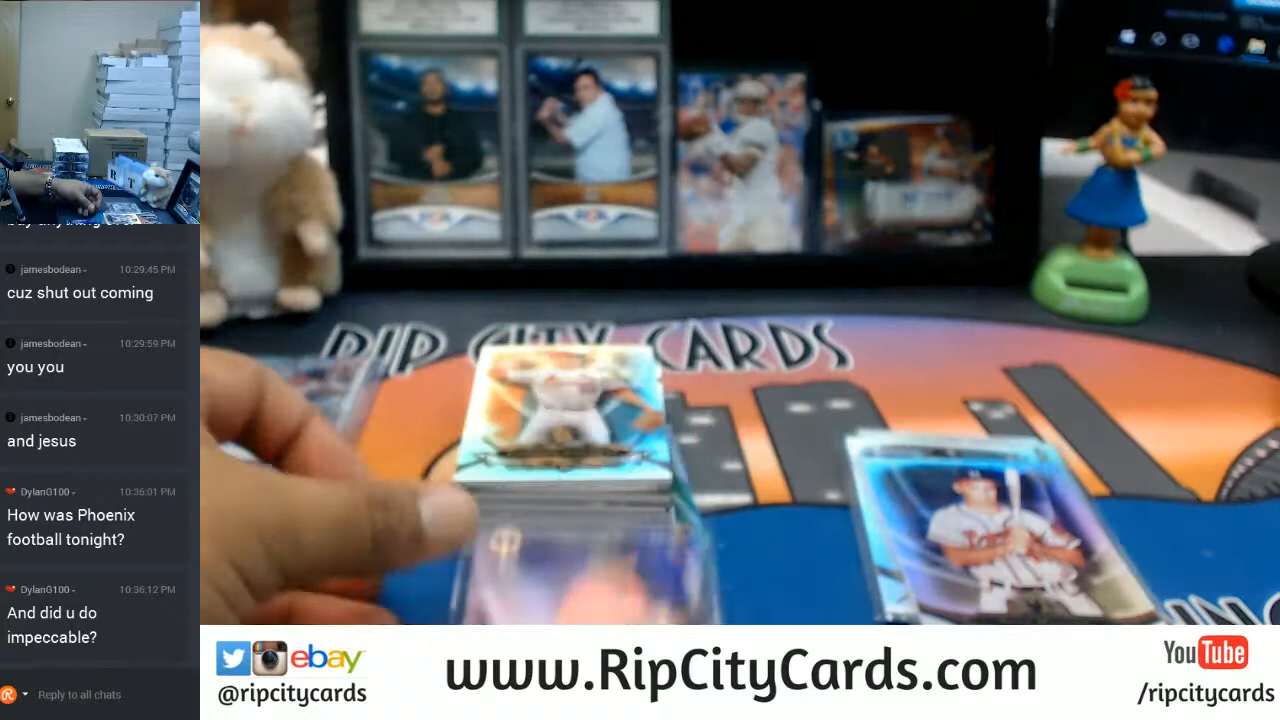 jamesbodean - 10:29:45 PM
cuz shut out coming
jamesbodean - 10:29:59 PM
you you
jamesbodean - 10:30:07 PM
and jesus
DylanG100 - 10:36:01 PM
How was Phoenix
football tonight?
DylanG100 - 10:36:12 PM
And did u do
impeccable?
Reply to all chats
RIP CITY CARDS
ebay
@ripcitycards
www.RipCityCards.com
YouTube
/ripcitycards